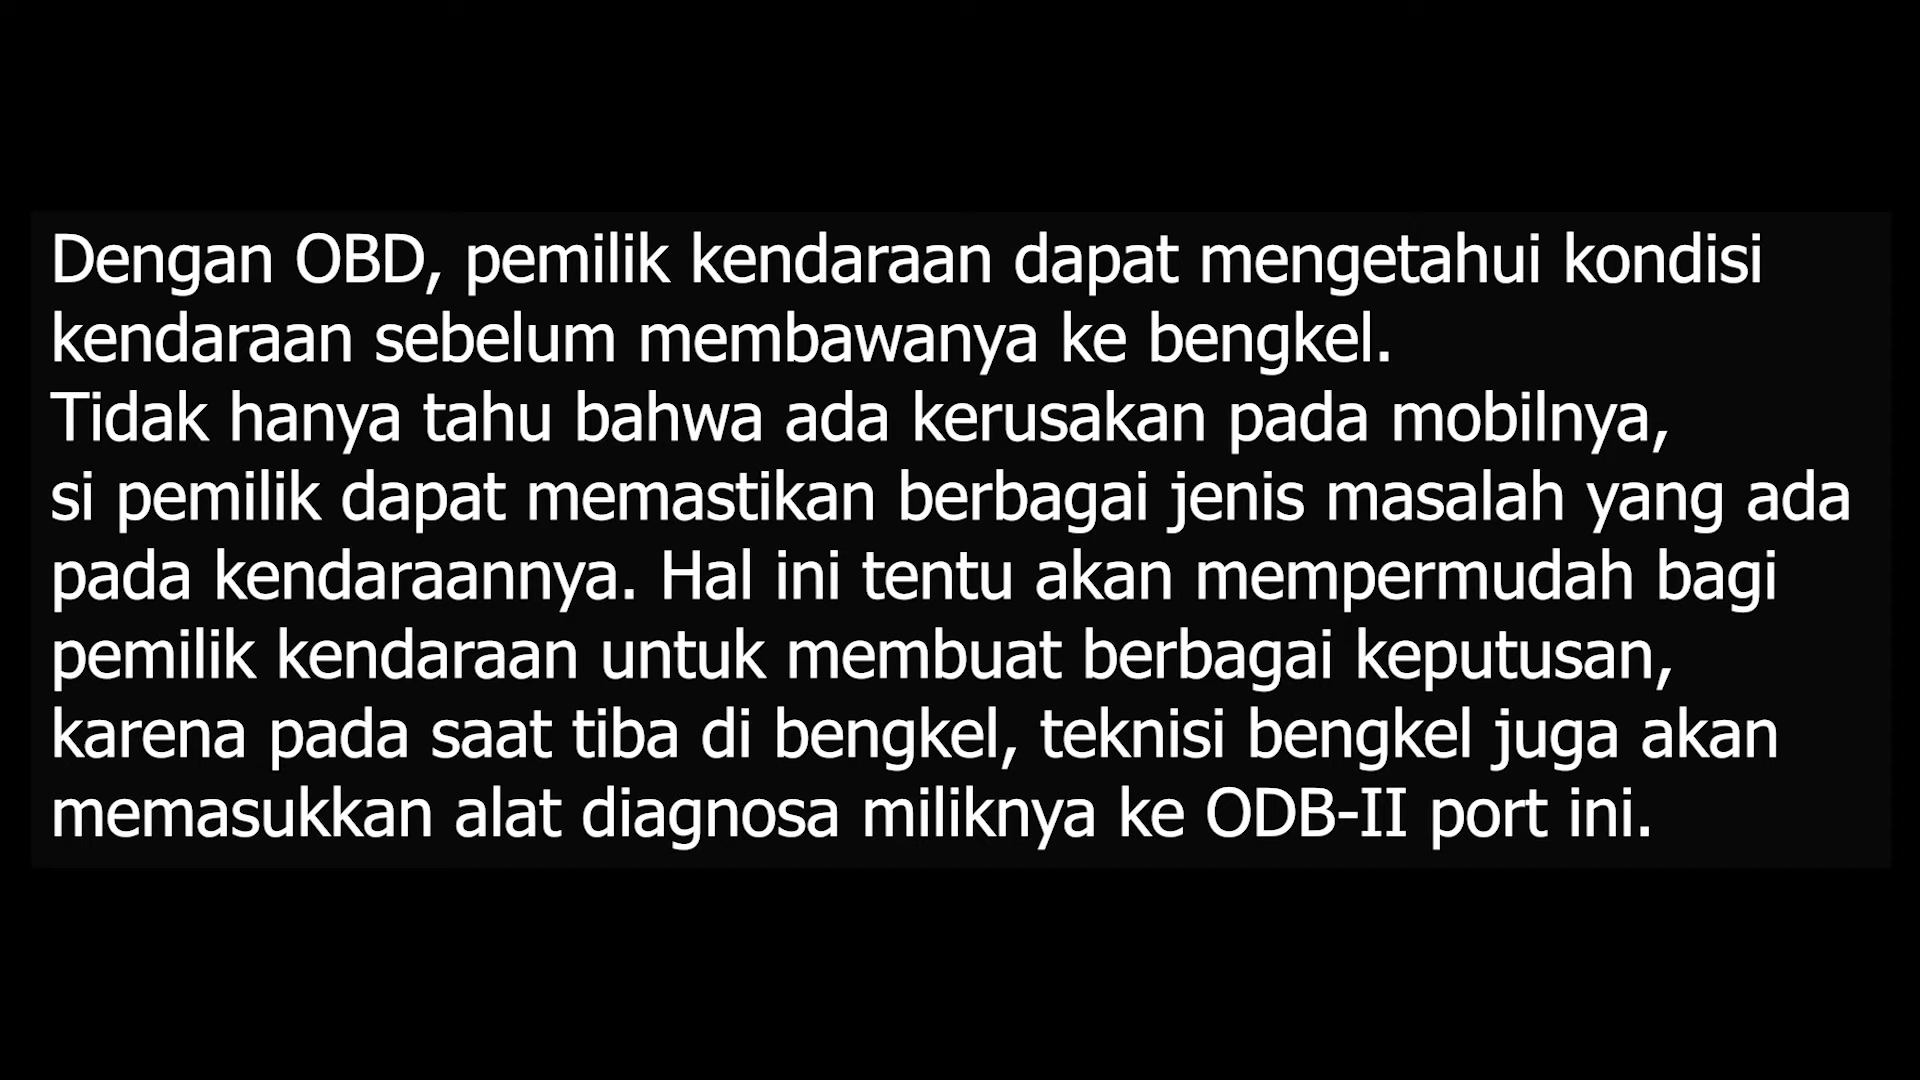 Dengan OBD, pemilik kendaraan dapat mengetahui kondisi
kendaraan sebelum membawanya ke bengkel.
Tidak hanya tahu bahwa ada kerusakan pada mobilnya,
si pemilik dapat memastikan berbagai jenis masalah yang ada
pada kendaraannya. Hal ini tentu akan mempermudah bagi
pemilik kendaraan untuk membuat berbagai keputusan,
karena pada saat tiba di bengkel, teknisi bengkel juga akan
memasukkan alat diagnosa miliknya ke ODB-II port ini.